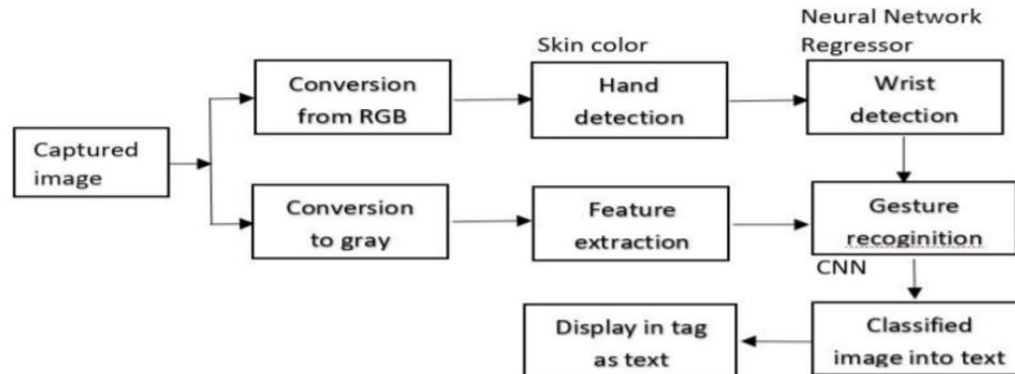 Neural Network
Regressor
Skin color
Conversion
from RGB
Hand
detection
Wrist
detection
Captured
image
Conversion
to gray
Feature
extraction
Gesture
recoginition
CNN
Display in tag
as text
Classified
image into text